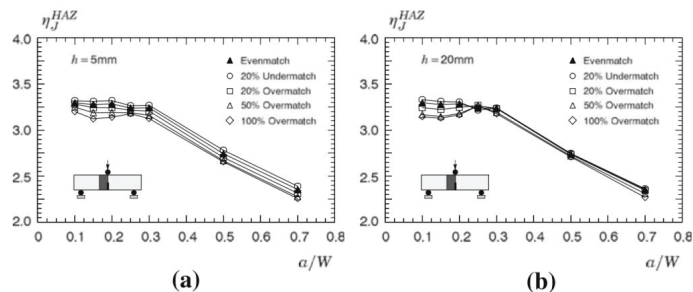 η_J^{HAZ}
4.0
3.5
3.0
2.5
2.0
h = 5mm
Evenmatch
20% Undermatch
20% Overmatch
50% Overmatch
100% Overmatch
0 0.1 0.2 0.3 0.4 0.5 0.6 0.7 0.8
a/W
(a)
η_J^{HAZ}
4.0
3.5
3.0
2.5
2.0
h = 20mm
Evenmatch
20% Undermatch
20% Overmatch
50% Overmatch
100% Overmatch
0 0.1 0.2 0.3 0.4 0.5 0.6 0.7 0.8
a/W
(b)